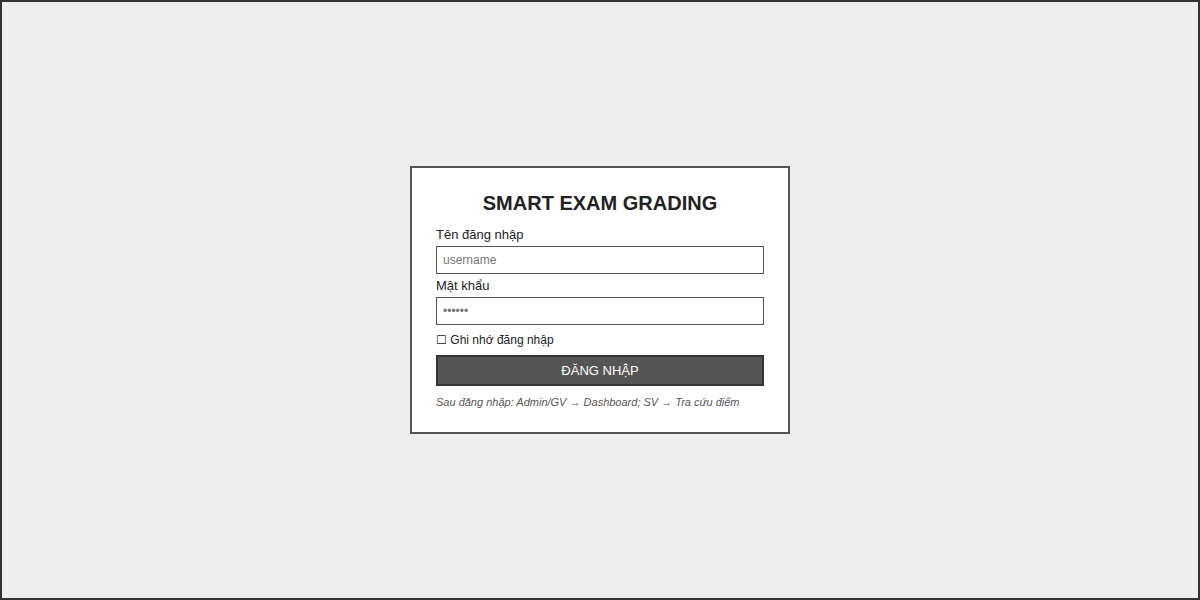 SMART EXAM GRADING
Tên đăng nhập
username
Mật khẩu
••••••
☐ Ghi nhớ đăng nhập
ĐĂNG NHẬP
Sau đăng nhập: Admin/GV → Dashboard; SV → Tra cứu điểm